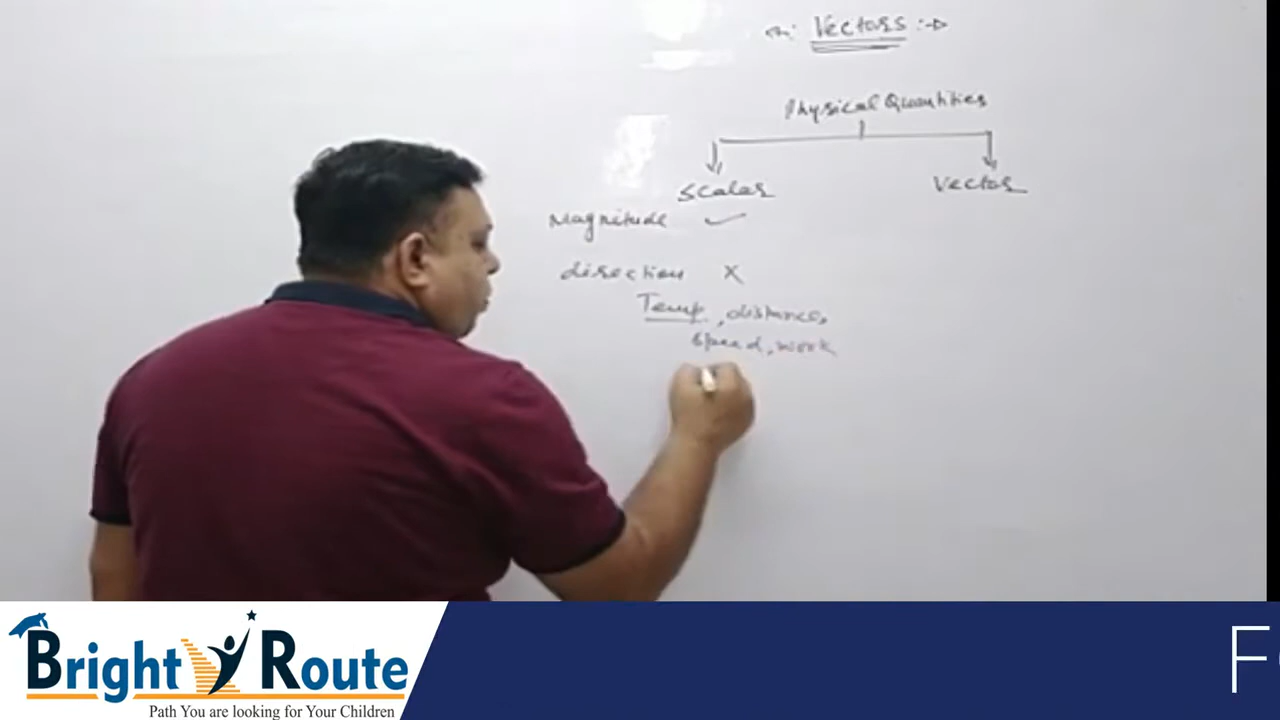 Vectors :-
Physical Quantities
Scalar Vector
Magnitude ✓
direction X
Temp, distance,
Speed, work
Bright Route
Path You are looking for Your Children
F